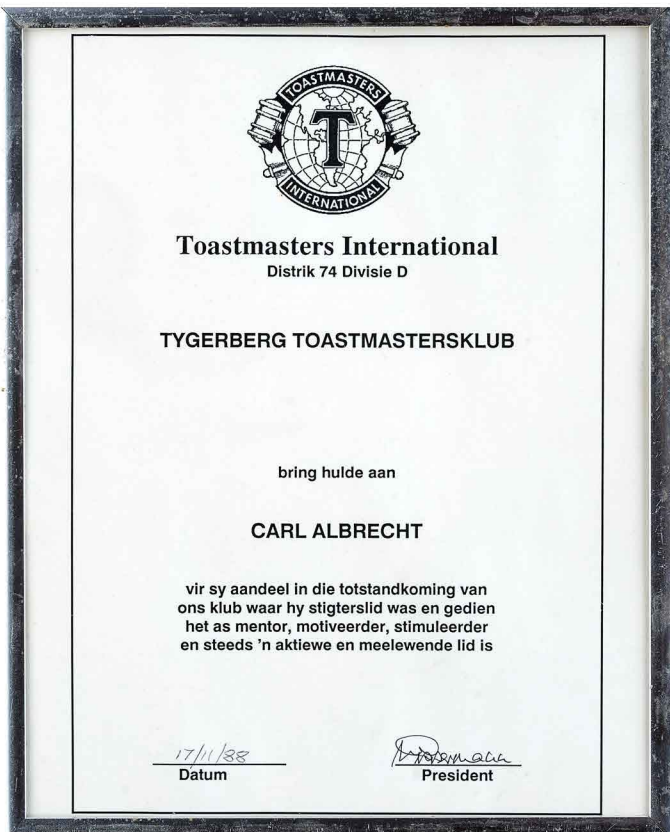 TOASTMASTERS
T
INTERNATIONAL
Toastmasters International
Distrik 74 Divisie D
TYGERBERG TOASTMASTERSKLUB
bring hulde aan
CARL ALBRECHT
vir sy aandeel in die totstandkoming van
ons klub waar hy stigterslid was en gedien
het as mentor, motiveerder, stimuleerder
en steeds 'n aktiewe en meelewende lid is
17/11/88
Datum
President